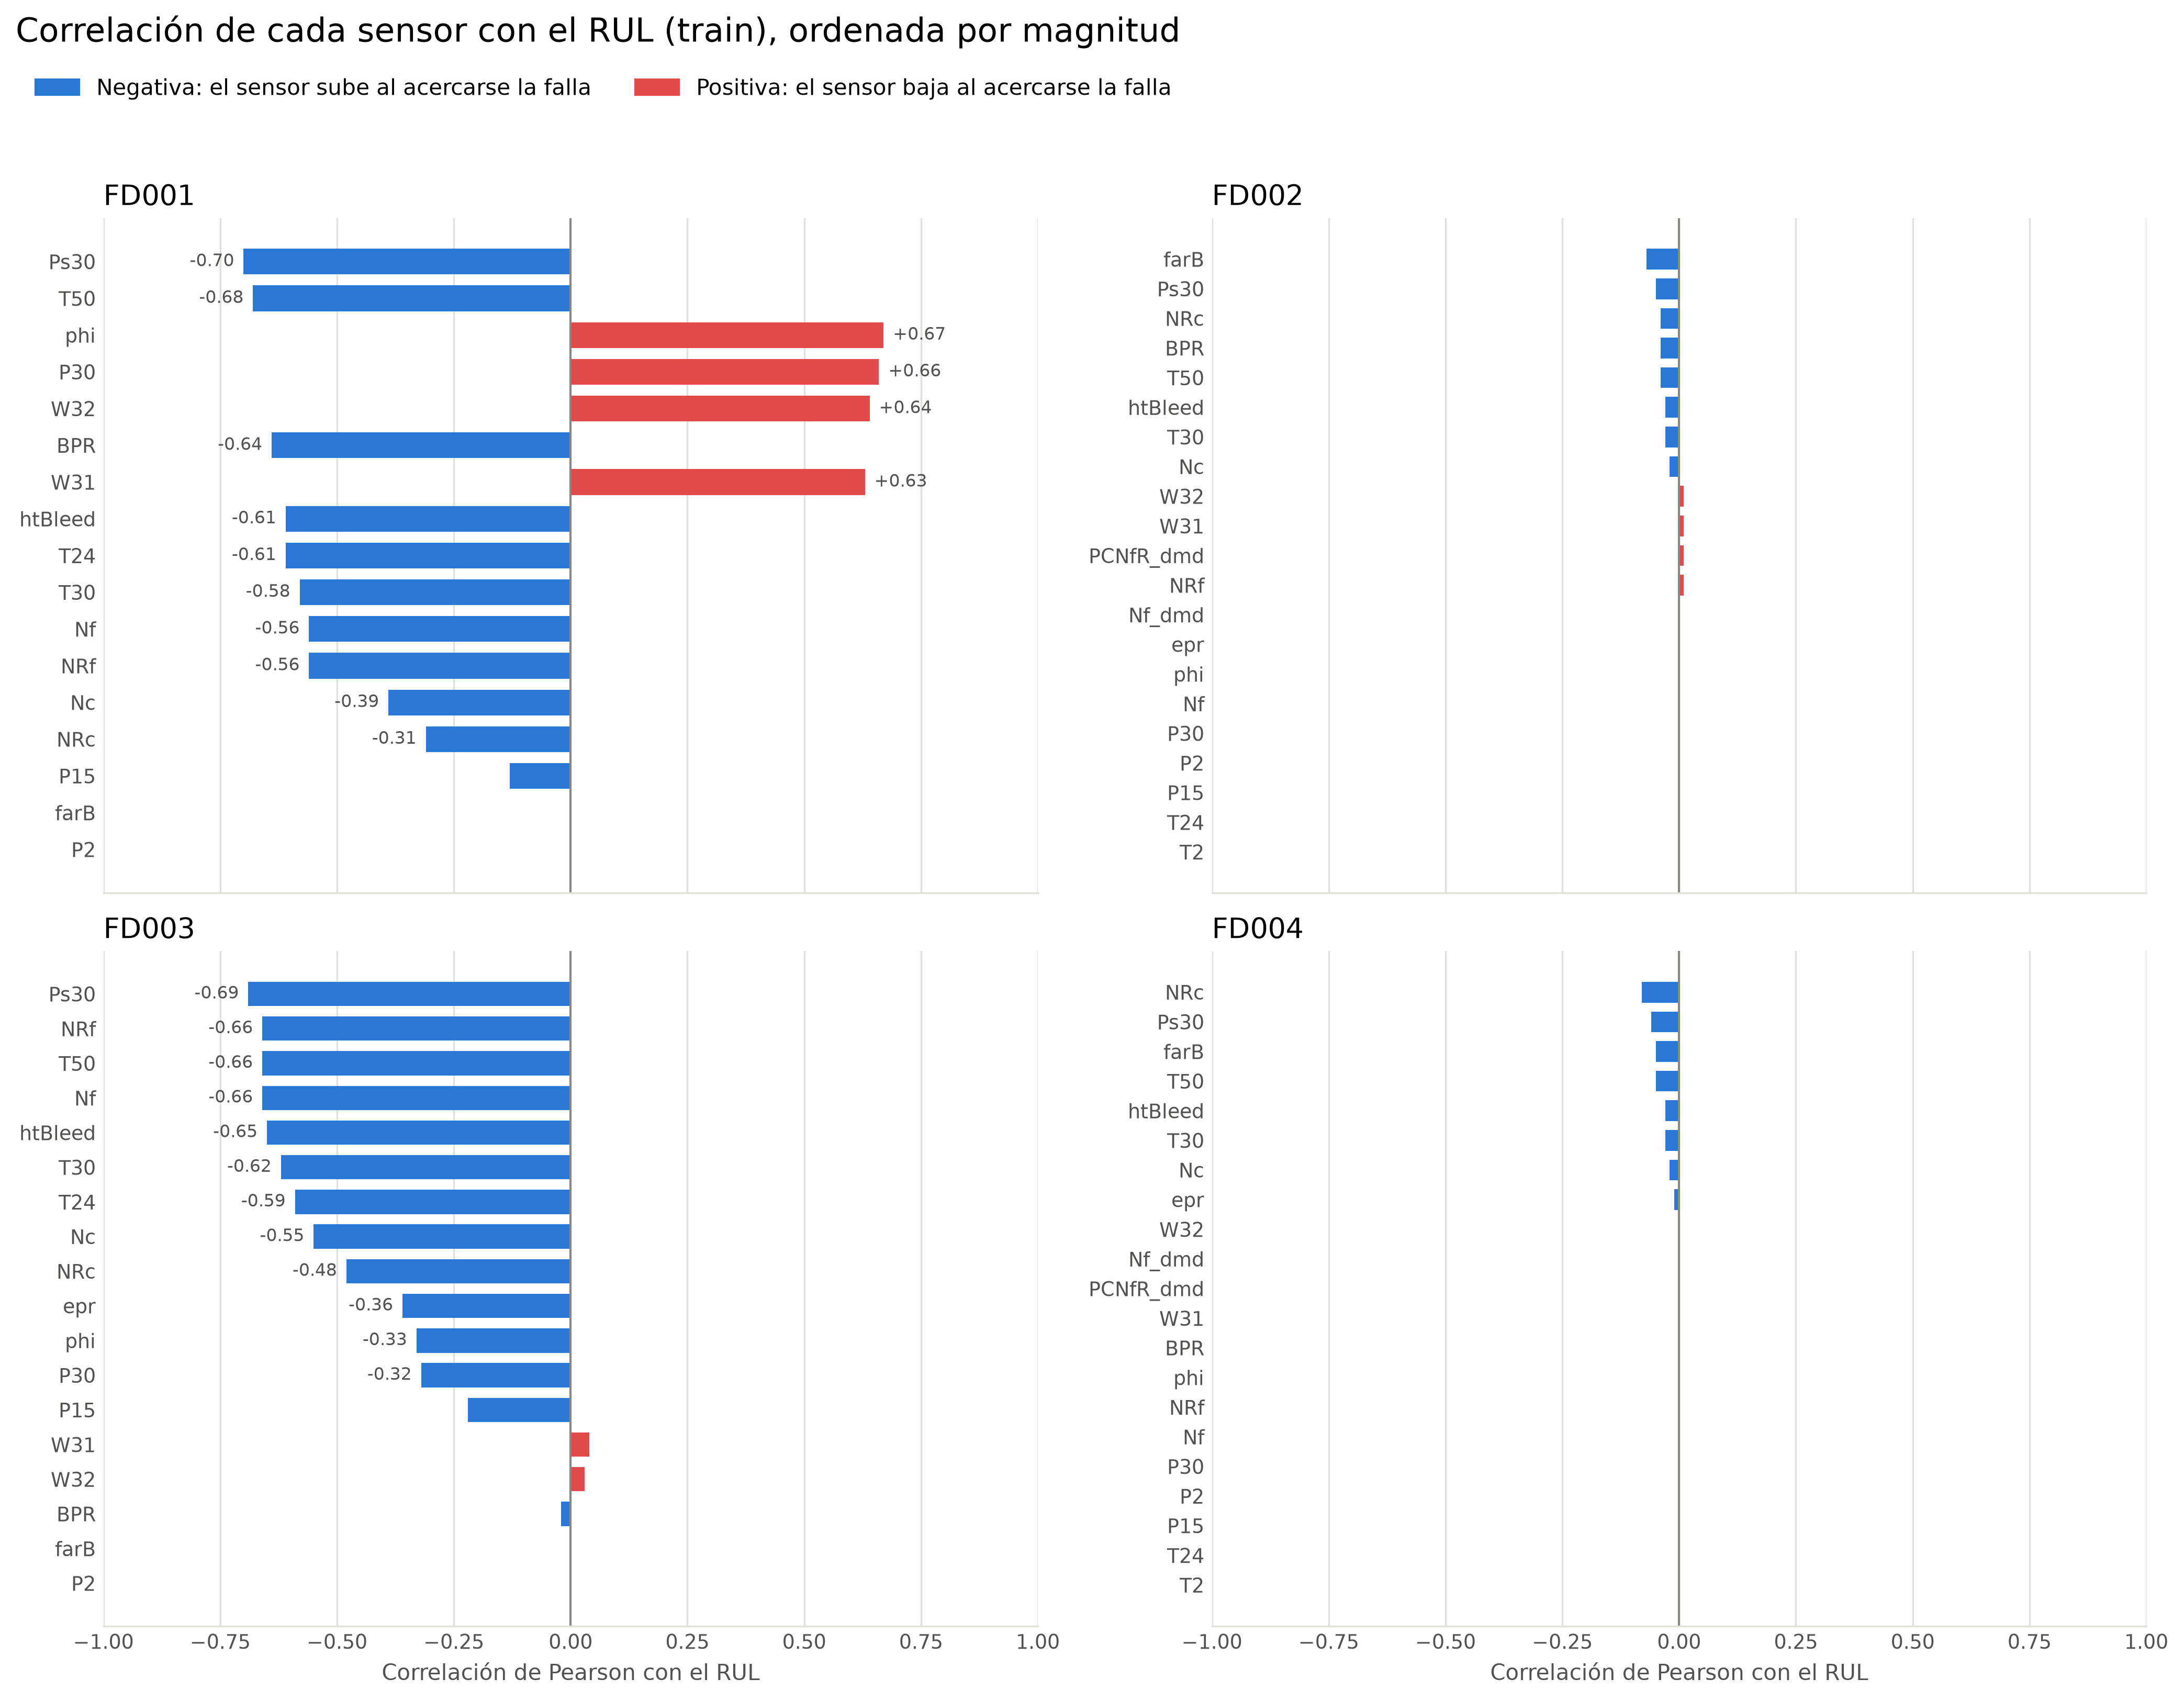 Correlación de cada sensor con el RUL (train), ordenada por magnitud
Negativa: el sensor sube al acercarse la falla
Positiva: el sensor baja al acercarse la falla
FD001
Ps30 -0.70
T50 -0.68
phi +0.67
P30 +0.66
W32 +0.64
BPR -0.64
W31 +0.63
htBleed -0.61
T24 -0.61
T30 -0.58
Nf -0.56
NRf -0.56
Nc -0.39
NRc -0.31
P15
farB
P2
FD002
farB
Ps30
NRc
BPR
T50
htBleed
T30
Nc
W32
W31
PCNfR_dmd
NRf
Nf_dmd
epr
phi
Nf
P30
P2
P15
T24
T2
FD003
Ps30 -0.69
NRf -0.66
T50 -0.66
Nf -0.66
htBleed -0.65
T30 -0.62
T24 -0.59
Nc -0.55
NRc -0.48
epr -0.36
phi -0.33
P30 -0.32
P15
W31
W32
BPR
farB
P2
−1.00 −0.75 −0.50 −0.25 0.00 0.25 0.50 0.75 1.00
Correlación de Pearson con el RUL
FD004
NRc
Ps30
farB
T50
htBleed
T30
Nc
epr
W32
Nf_dmd
PCNfR_dmd
W31
BPR
phi
NRf
Nf
P30
P2
P15
T24
T2
−1.00 −0.75 −0.50 −0.25 0.00 0.25 0.50 0.75 1.00
Correlación de Pearson con el RUL